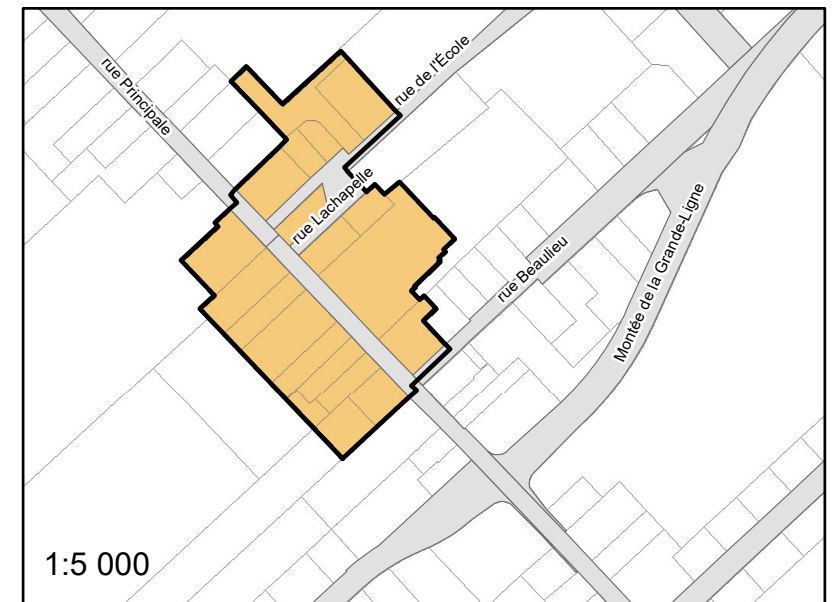 rue Principale
rue de l'École
rue Lachapelle
rue Beaulieu
Montée de la Grande-Ligne
1:5 000